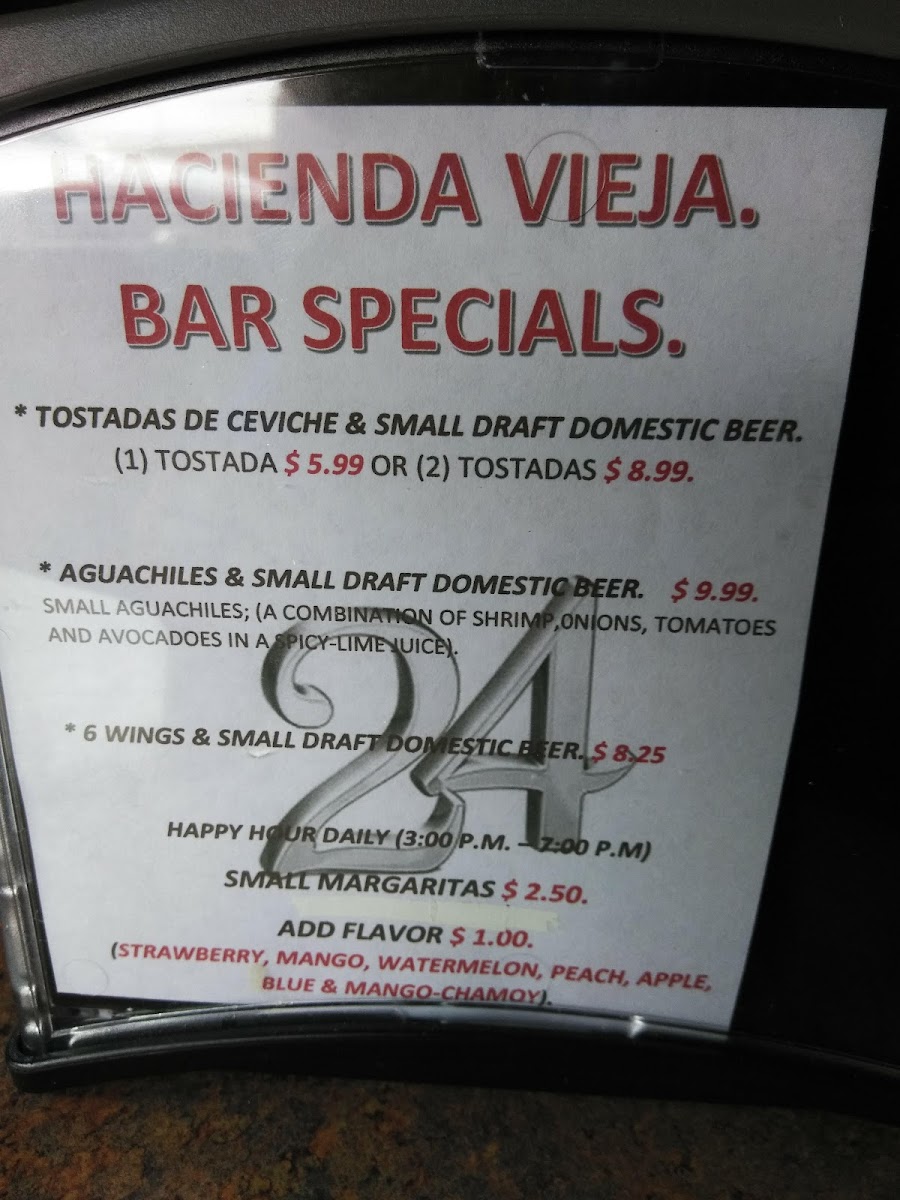 HACIENDA VIEJA.
BAR SPECIALS.
* TOSTADAS DE CEVICHE & SMALL DRAFT DOMESTIC BEER.
(1) TOSTADA $ 5.99 OR (2) TOSTADAS $ 8.99.
* AGUACHILES & SMALL DRAFT DOMESTIC BEER. $ 9.99.
SMALL AGUACHILES; (A COMBINATION OF SHRIMP,ONIONS, TOMATOES
AND AVOCADOES IN A SPICY-LIME JUICE).
24
* 6 WINGS & SMALL DRAFT DOMESTIC BEER. $ 8.25
HAPPY HOUR DAILY (3:00 P.M. – 7:00 P.M)
SMALL MARGARITAS $ 2.50.
ADD FLAVOR $ 1.00.
(STRAWBERRY, MANGO, WATERMELON, PEACH, APPLE,
BLUE & MANGO-CHAMOY).